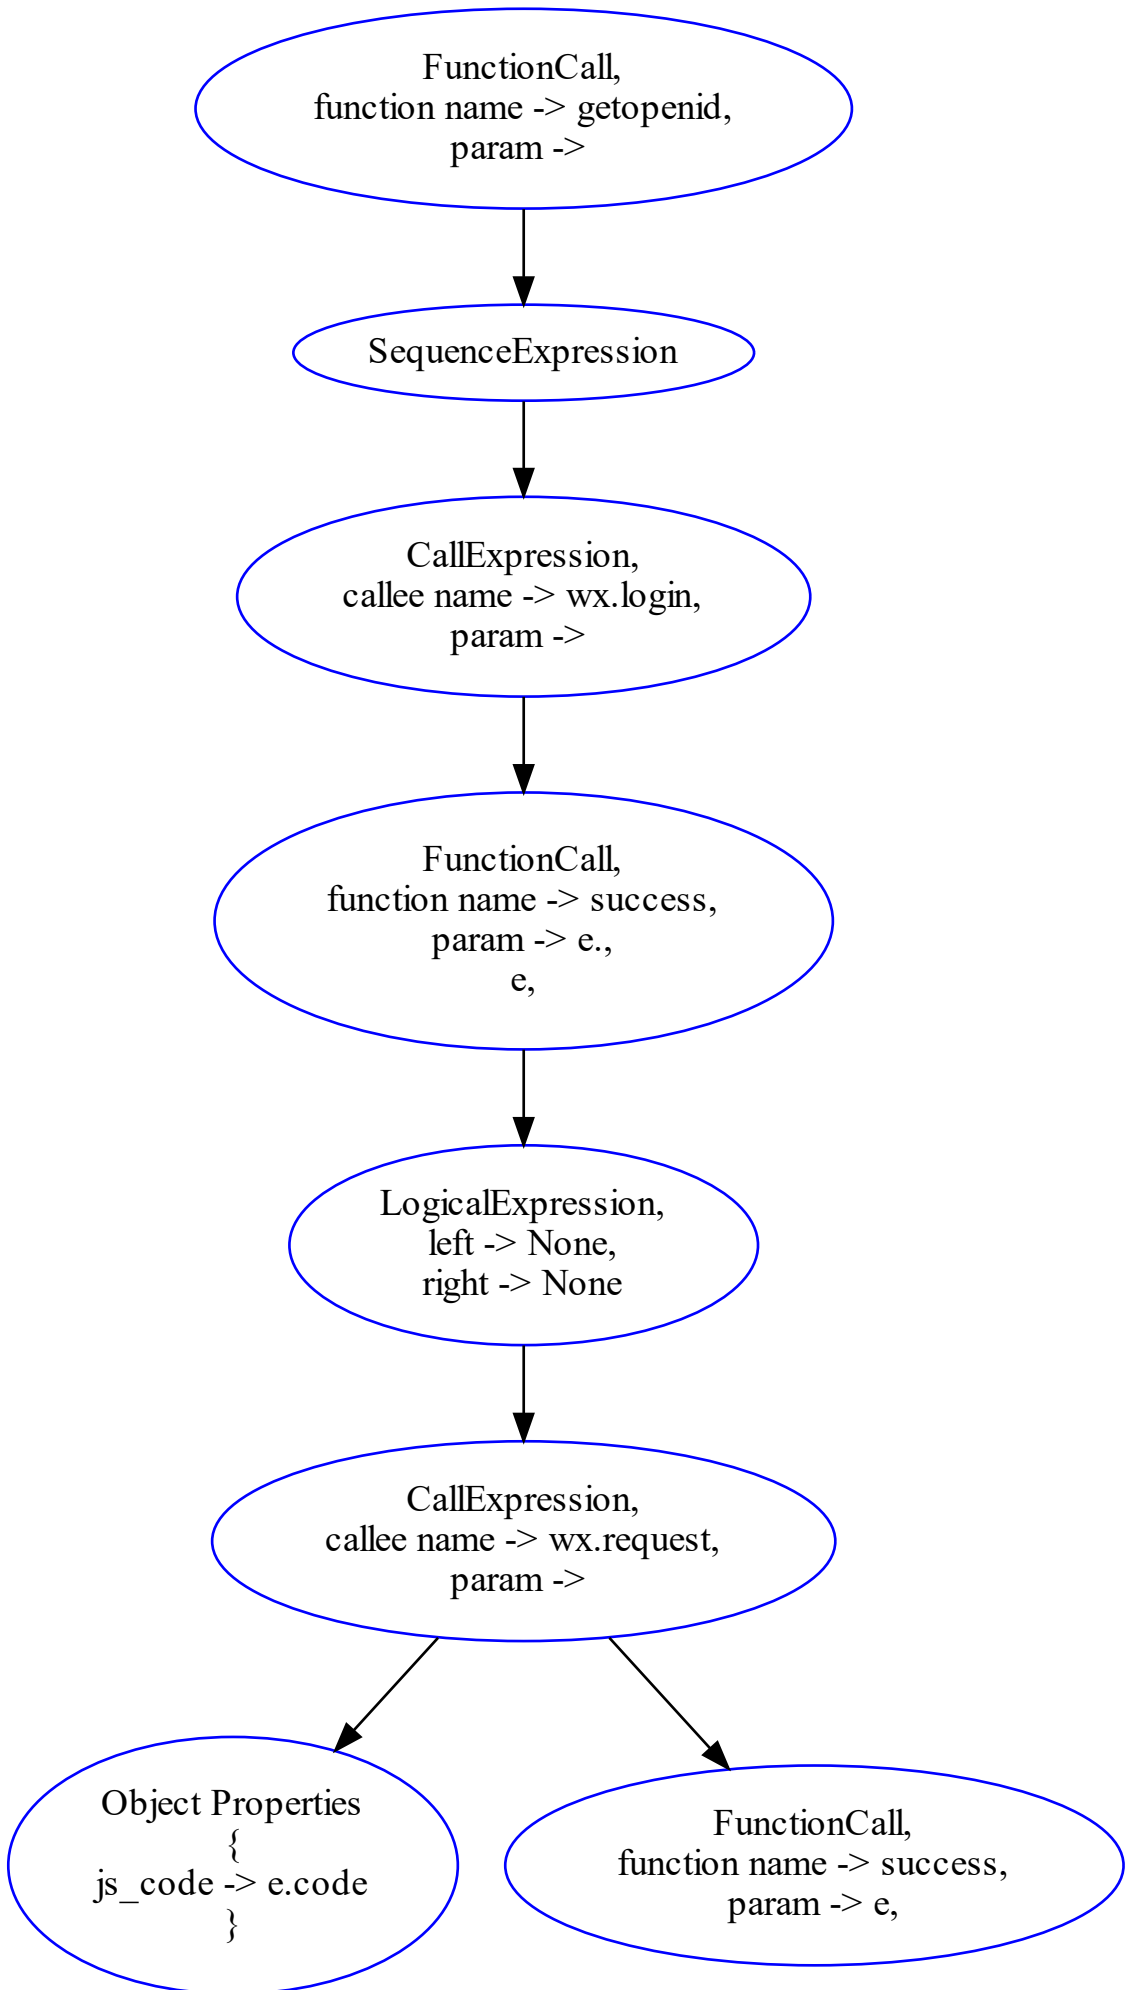 FunctionCall,
function name -> getopenid,
param ->
SequenceExpression
CallExpression,
callee name -> wx.login,
param ->
FunctionCall,
function name -> success,
param -> e.,
e,
LogicalExpression,
left -> None,
right -> None
CallExpression,
callee name -> wx.request,
param ->
Object Properties
{
js_code -> e.code
}
FunctionCall,
function name -> success,
param -> e,